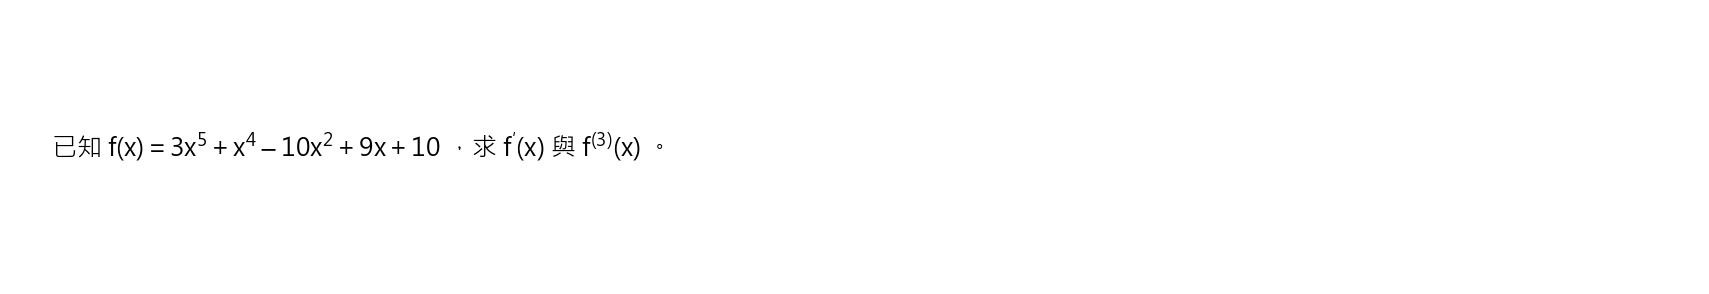 已知 f(x) = 3x⁵ + x⁴ – 10x² + 9x + 10 ，求 f′(x) 與 f⁽³⁾(x) 。